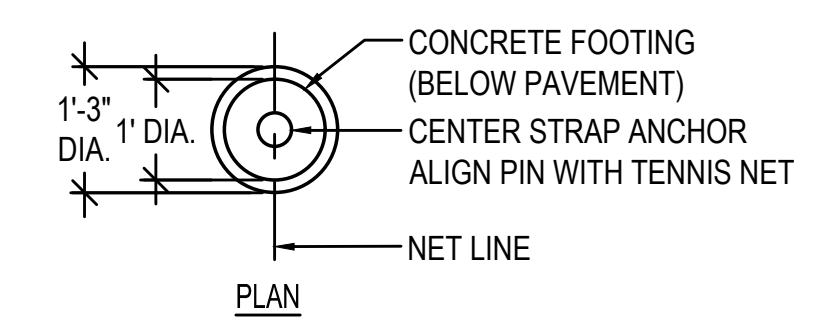 CONCRETE FOOTING
(BELOW PAVEMENT)
1'-3"
DIA.
1' DIA.
CENTER STRAP ANCHOR
ALIGN PIN WITH TENNIS NET
NET LINE
PLAN